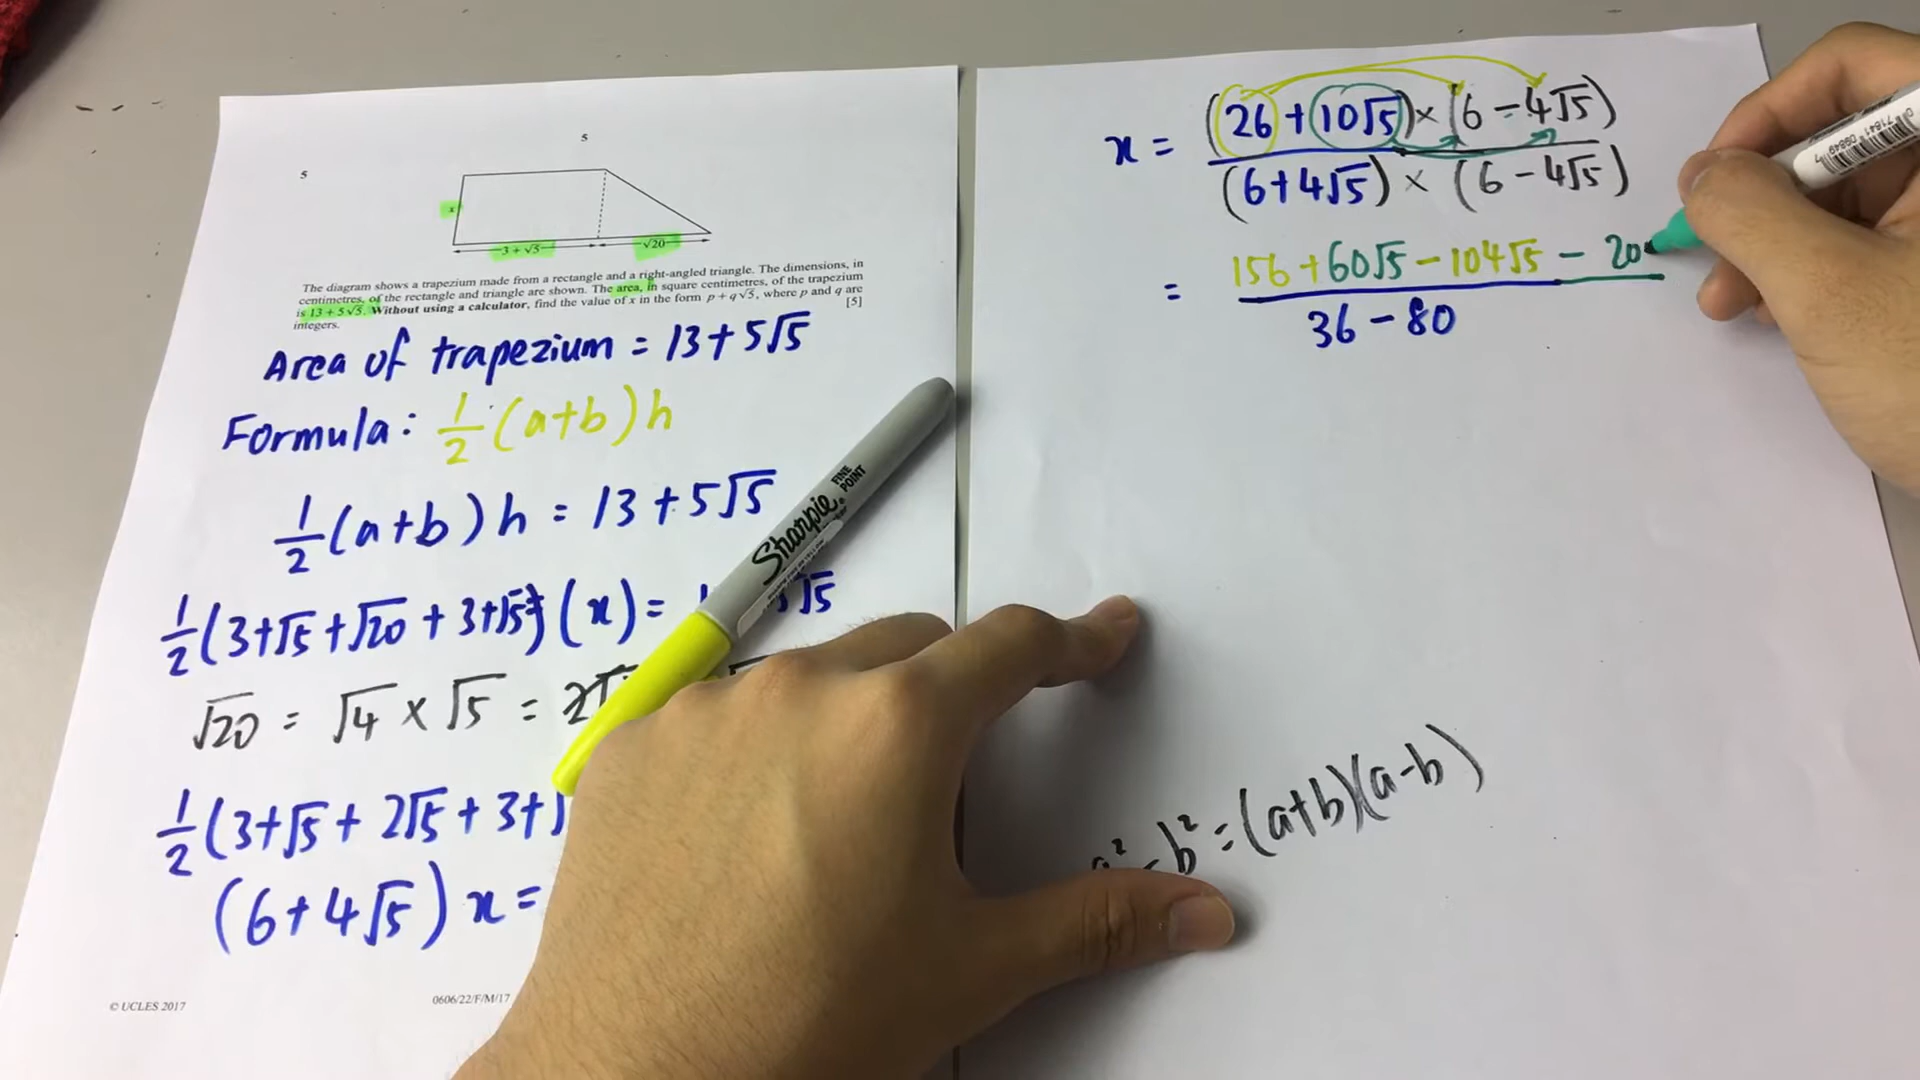 5
5
x
3 + √5
√20
The diagram shows a trapezium made from a rectangle and a right-angled triangle. The dimensions, in
centimetres, of the rectangle and triangle are shown. The area, in square centimetres, of the trapezium
is 13 + 5√5. Without using a calculator, find the value of x in the form p + q√5, where p and q are
integers. [5]
Area of trapezium = 13 + 5√5
Formula: 1/2 (a+b) h
1/2 (a+b) h = 13 + 5√5
1/2 (3+√5 +√20 + 3+√5) (x) = √5
√20 = √4 × √5 = 2√
1/2 (3+√5 + 2√5 + 3+√
(6+4√5) x =
© UCLES 2017
0606/22/F/M/17
Sharpie
FINE
POINT
x = (26 + 10√5) × (6 - 4√5)
(6+4√5) × (6 - 4√5)
= 156 + 60√5 - 104√5 - 20
36 - 80
a² - b² = (a+b)(a-b)